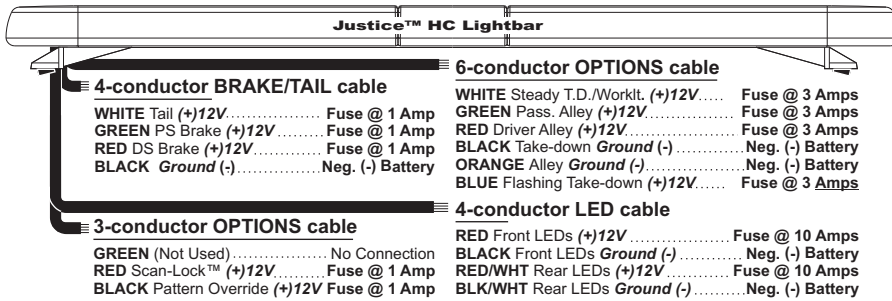 Justice™ HC Lightbar
4-conductor BRAKE/TAIL cable
WHITE Tail (+)12V.................... Fuse @ 1 Amp
GREEN PS Brake (+)12V ......... Fuse @ 1 Amp
RED DS Brake (+)12V............. Fuse @ 1 Amp
BLACK Ground (-)...................Neg. (-) Battery
3-conductor OPTIONS cable
GREEN (Not Used)................. No Connection
RED Scan-Lock™ (+)12V......... Fuse @ 1 Amp
BLACK Pattern Override (+)12V Fuse @ 1 Amp
6-conductor OPTIONS cable
WHITE Steady T.D./Worklt. (+)12V..... Fuse @ 3 Amps
GREEN Pass. Alley (+)12V............... Fuse @ 3 Amps
RED Driver Alley (+)12V.................. Fuse @ 3 Amps
BLACK Take-down Ground (-) ............Neg. (-) Battery
ORANGE Alley Ground (-).................Neg. (-) Battery
BLUE Flashing Take-down (+)12V...... Fuse @ 3 Amps
4-conductor LED cable
RED Front LEDs (+)12V .................. Fuse @ 10 Amps
BLACK Front LEDs Ground (-) ...........Neg. (-) Battery
RED/WHT Rear LEDs (+)12V ........... Fuse @ 10 Amps
BLK/WHT Rear LEDs Ground (-)........Neg. (-) Battery